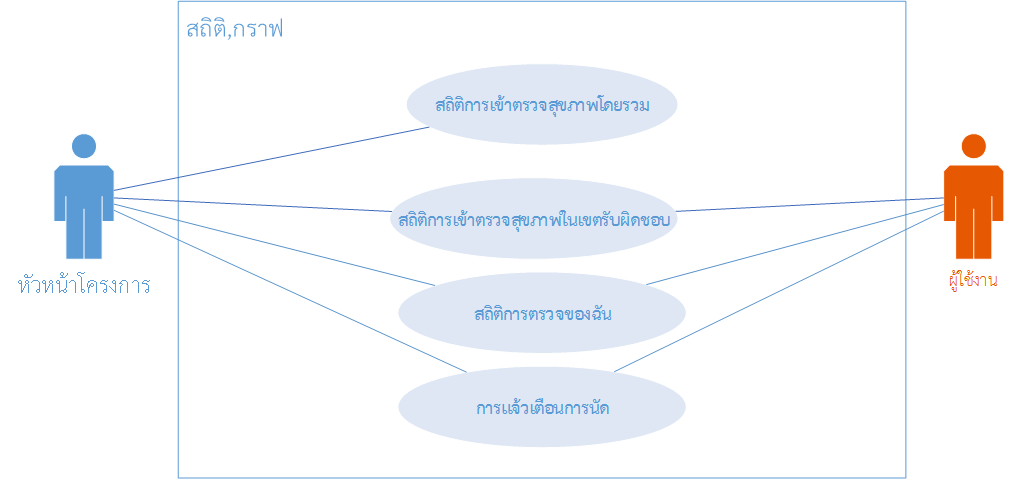 สถิติ,กราฟ
สถิติการเข้าตรวจสุขภาพโดยรวม
สถิติการเข้าตรวจสุขภาพในเขตรับผิดชอบ
หัวหน้าโครงการ
ผู้ใช้งาน
สถิติการตรวจของฉัน
การแจ้วเตือนการนัด